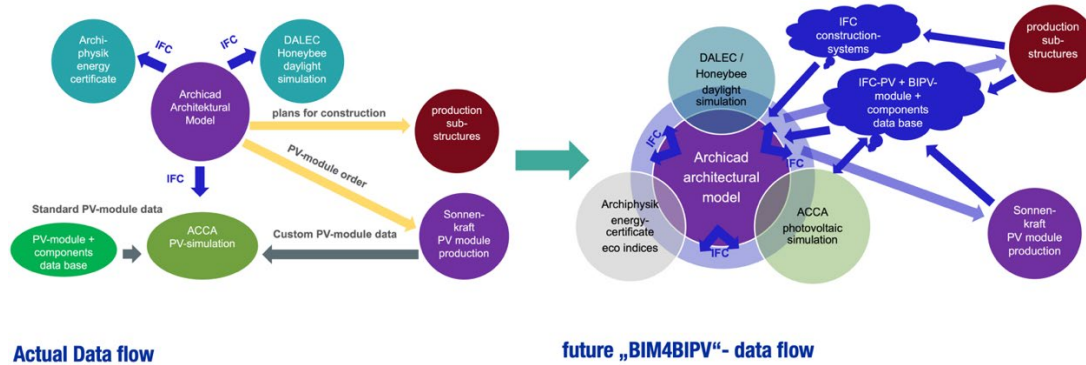 Archi-
physik
energy
certificate
IFC
IFC
DALEC
Honeybee
daylight
simulation
Archicad
Architektural
Model
plans for construction
production
sub-
structures
PV-module order
IFC
Standard PV-module data
PV-module +
components
data base
ACCA
PV-simulation
Custom PV-module data
Sonnen-
kraft
PV module
production
Actual Data flow
DALEC /
Honeybee
daylight
simulation
IFC
construction-
systems
production
sub-
structures
IFC-PV + BIPV-
module +
components
data base
IFC
IFC
Archicad
architectural
model
Archiphysik
energy-
certificate
eco indices
ACCA
photovoltaic
simulation
IFC
Sonnen-
kraft
PV module
production
future „BIM4BIPV“- data flow